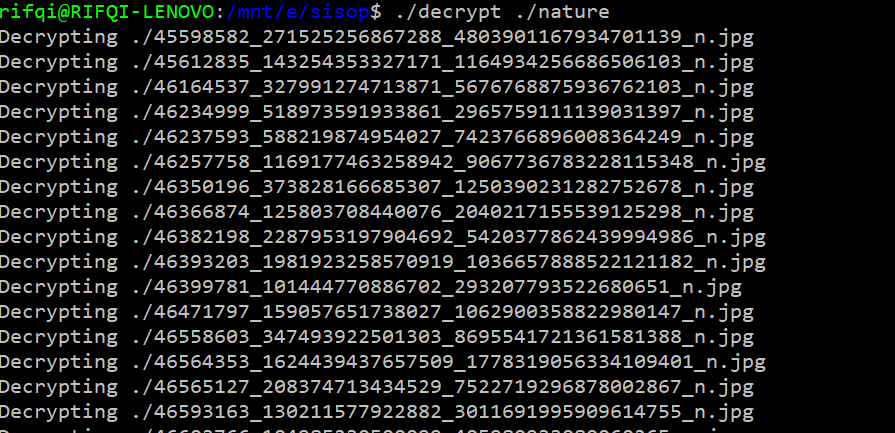 rifqi@RIFQI-LENOVO:/mnt/e/sisop$ ./decrypt ./nature
Decrypting ./45598582_271525256867288_4803901167934701139_n.jpg
Decrypting ./45612835_143254353327171_1164934256686506103_n.jpg
Decrypting ./46164537_327991274713871_5676768875936762103_n.jpg
Decrypting ./46234999_518973591933861_2965759111139031397_n.jpg
Decrypting ./46237593_588219874954027_7423766896008364249_n.jpg
Decrypting ./46257758_1169177463258942_9067736783228115348_n.jpg
Decrypting ./46350196_373828166685307_1250390231282752678_n.jpg
Decrypting ./46366874_125803708440076_2040217155539125298_n.jpg
Decrypting ./46382198_2287953197904692_5420377862439994986_n.jpg
Decrypting ./46393203_1981923258570919_1036657888522121182_n.jpg
Decrypting ./46399781_101444770886702_293207793522680651_n.jpg
Decrypting ./46471797_159057651738027_1062900358822980147_n.jpg
Decrypting ./46558603_347493922501303_8695541721361581388_n.jpg
Decrypting ./46564353_1624439437657509_1778319056334109401_n.jpg
Decrypting ./46565127_208374713434529_7522719296878002867_n.jpg
Decrypting ./46593163_130211577922882_3011691995909614755_n.jpg